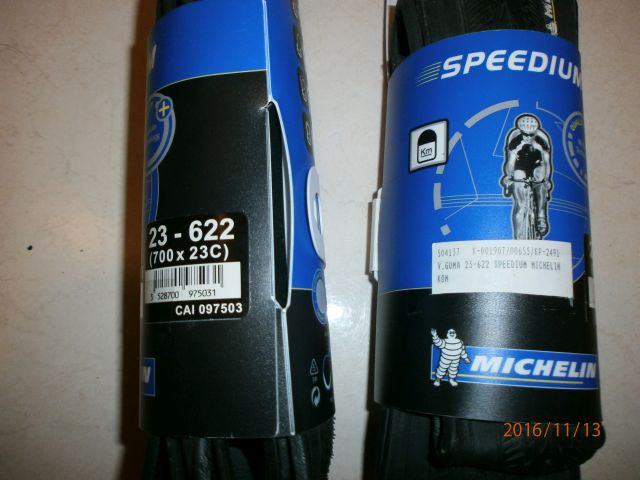 23 - 622
(700 x 23C)
3 528700 975031
CAI 097503
SPEEDIUM
Km
504137 K-001907/00655/KP-2491
V.GUMA 23-622 SPEEDIUM MICHELIN
KOM
MICHELIN
2016/11/13